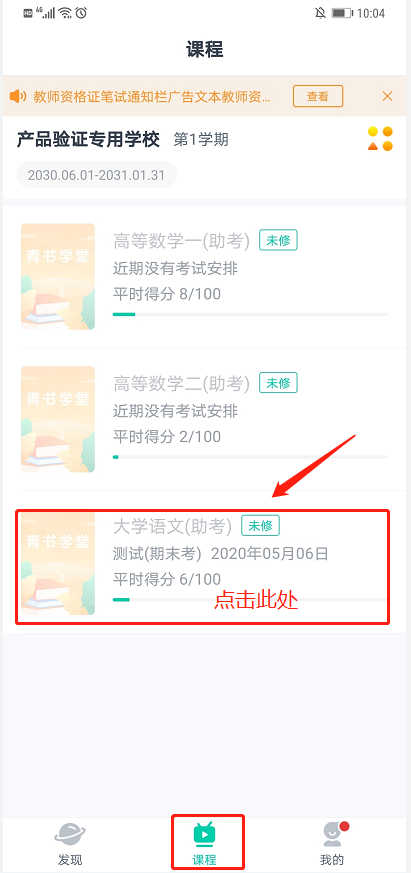 HD 4G 10:04
课程
教师资格证笔试通知栏广告文本教师资... 查看
产品验证专用学校 第1学期
2030.06.01-2031.01.31
青书学堂
高等数学一(助考) 未修
近期没有考试安排
平时得分 8/100
青书学堂
高等数学二(助考) 未修
近期没有考试安排
平时得分 2/100
青书学堂
大学语文(助考) 未修
测试(期末考) 2020年05月06日
平时得分 6/100
点击此处
发现 课程 我的